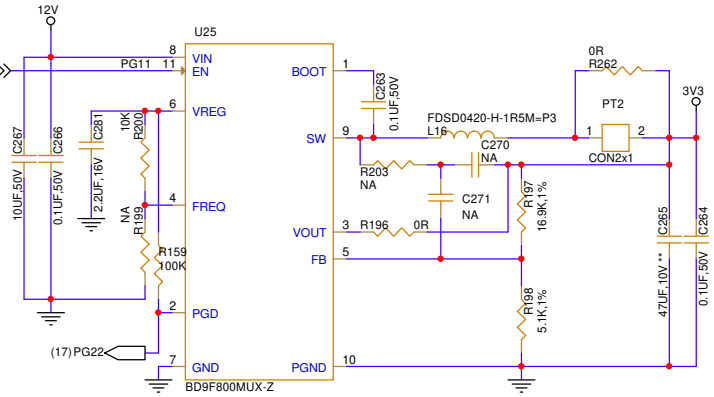 12V
U25
8
VIN
PG11
11
EN
BOOT
1
C263
0.1UF,50V
0R
R262
3V3
PT2
FDSD0420-H-1R5M=P3
L16
1
2
CON2x1
6
VREG
10K
R200
C281
2.2UF,16V
C267
10UF,50V
C266
0.1UF,50V
SW
9
C270
NA
R203
NA
C271
NA
R197
16.9K,1%
4
FREQ
NA
R199
R159
100K
VOUT
3
R196
0R
FB
5
C265
47UF,10V **
C264
0.1UF,50V
R198
5.1K,1%
2
PGD
(17)
PG22
7
GND
PGND
10
BD9F800MUX-Z